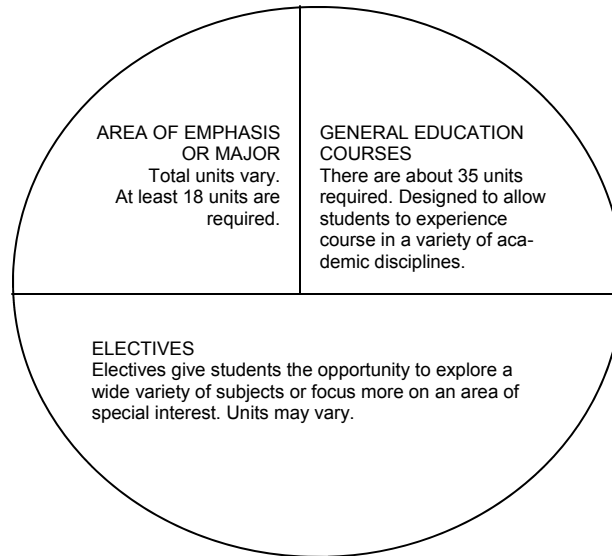 AREA OF EMPHASIS
OR MAJOR
Total units vary.
At least 18 units are
required.
GENERAL EDUCATION
COURSES
There are about 35 units
required. Designed to allow
students to experience
course in a variety of aca-
demic disciplines.
ELECTIVES
Electives give students the opportunity to explore a
wide variety of subjects or focus more on an area of
special interest. Units may vary.